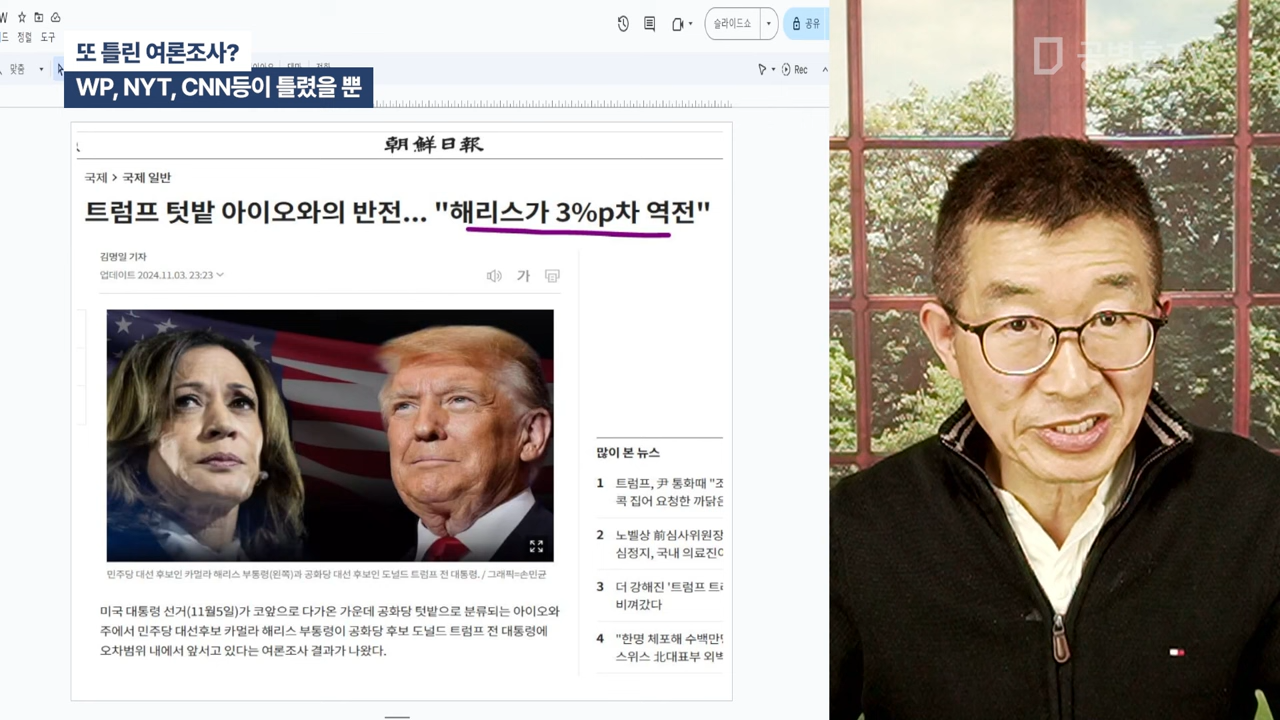 W
드 정렬 도구
맞춤
슬라이드쇼
공유
Rec
또 틀린 여론조사?
WP, NYT, CNN등이 틀렸을 뿐
朝鮮日報
국제 > 국제 일반
트럼프 텃밭 아이오와의 반전... "해리스가 3%p차 역전"
김명일 기자
업데이트 2024.11.03. 23:23
가
민주당 대선 후보인 카멀라 해리스 부통령(왼쪽)과 공화당 대선 후보인 도널드 트럼프 전 대통령. / 그래픽=손민균
미국 대통령 선거(11월5일)가 코앞으로 다가온 가운데 공화당 텃밭으로 분류되는 아이오와
주에서 민주당 대선후보 카멀라 해리스 부통령이 공화당 후보 도널드 트럼프 전 대통령에
오차범위 내에서 앞서고 있다는 여론조사 결과가 나왔다.
많이 본 뉴스
1 트럼프, 尹 통화때 "조
콕 집어 요청한 까닭은
2 노벨상 前심사위원장
심정지, 국내 의료진이
3 더 강해진 '트럼프 트
비껴갔다
4 "한명 체포해 수백만명
스위스 北대표부 외벽